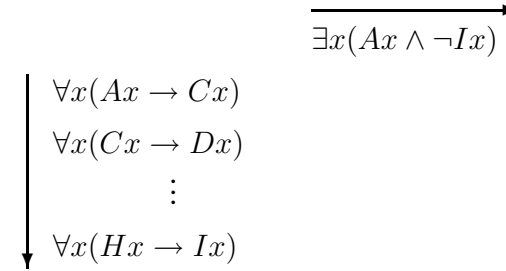 ∃x(Ax ∧ ¬Ix)
∀x(Ax → Cx)
∀x(Cx → Dx)
⋮
∀x(Hx → Ix)